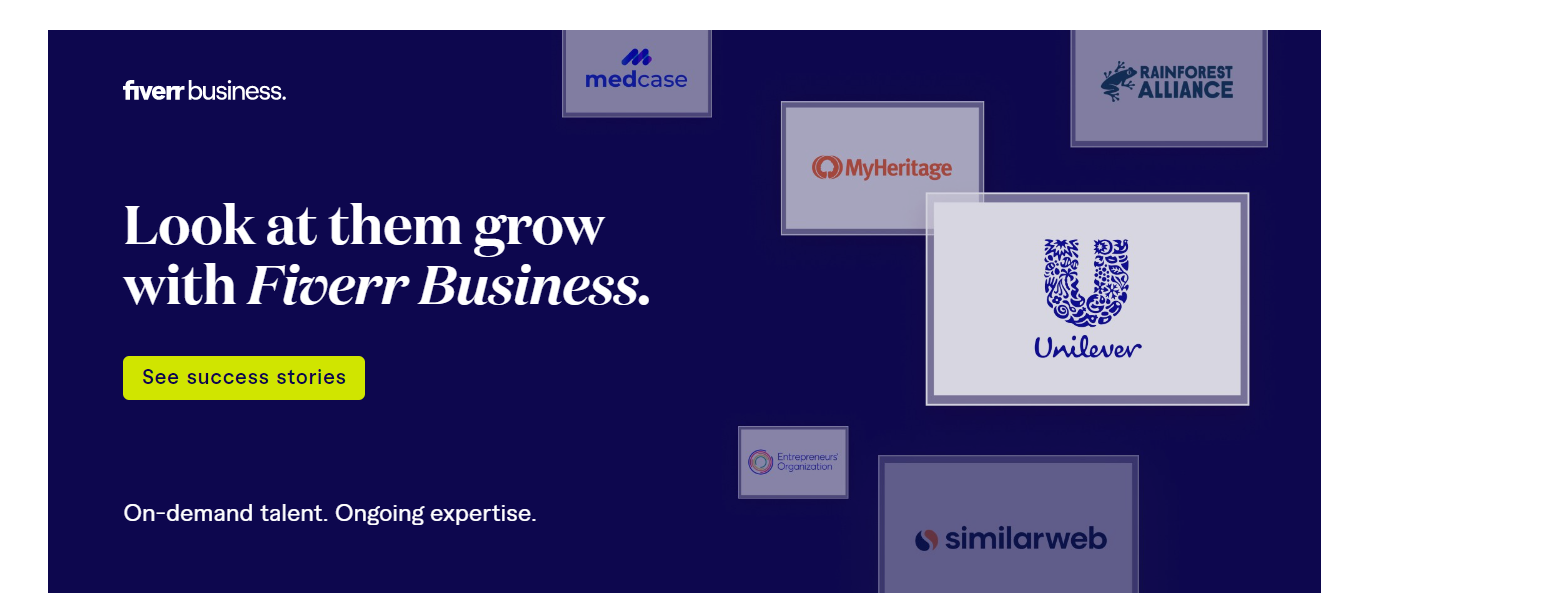 fiverr business.
Look at them grow
with Fiverr Business.
See success stories
On-demand talent. Ongoing expertise.
medcase
RAINFOREST
ALLIANCE
MyHeritage
Unilever
Entrepreneurs'
Organization
similarweb